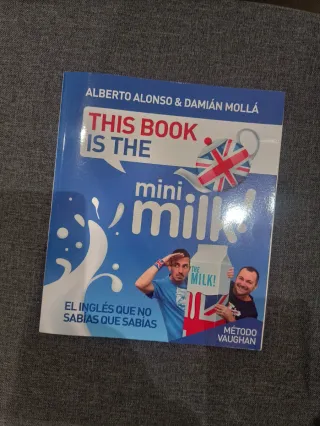 ALBERTO ALONSO & DAMIÁN MOLLÁ
THIS BOOK
IS THE
mini
milk!
THE
MILK!
EL INGLÉS QUE NO
SABÍAS QUE SABÍAS
MÉTODO
VAUGHAN